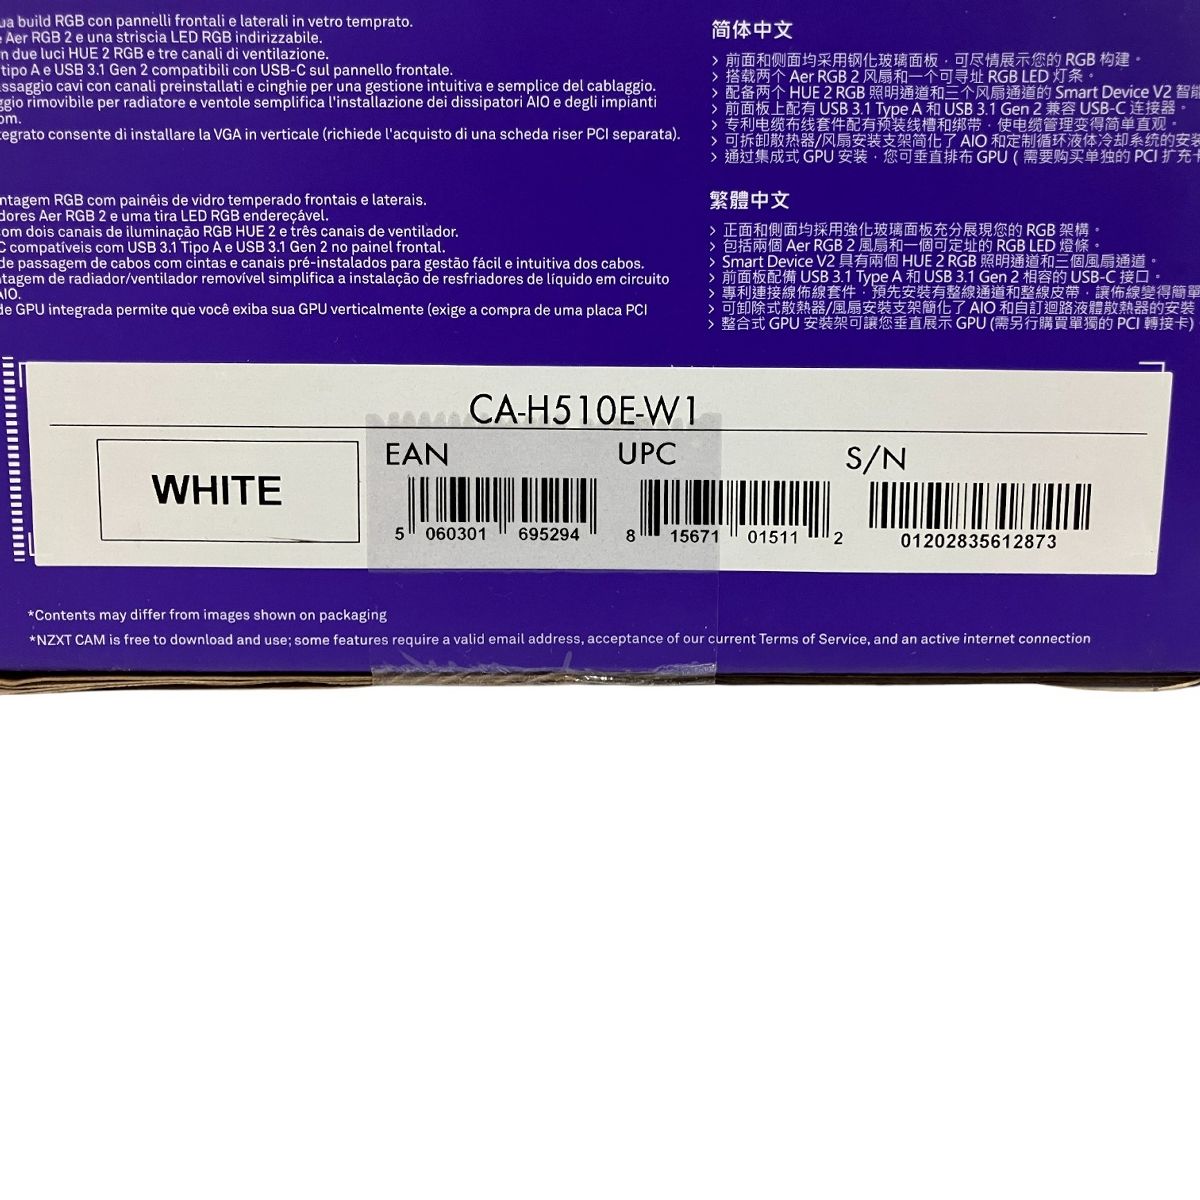 ua build RGB con pannelli frontali e laterali in vetro temprato.
Aer RGB 2 e una striscia LED RGB indirizzabile.
n due luci HUE 2 RGB e tre canali di ventilazione.
tipo A e USB 3.1 Gen 2 compatibili con USB-C sul pannello frontale.
ssaggio cavi con canali preinstallati e cinghie per una gestione intuitiva e semplice del cablaggio.
ggio rimovibile per radiatore e ventole semplifica l'installazione dei dissipatori AIO e degli impianti
om.
tegrato consente di installare la VGA in verticale (richiede l'acquisto di una scheda riser PCI separata).
ntagem RGB com painéis de vidro temperado frontais e laterais.
dores Aer RGB 2 e uma tira LED RGB endereçável.
om dois canais de iluminação RGB HUE 2 e três canais de ventilador.
C compatíveis com USB 3.1 Tipo A e USB 3.1 Gen 2 no painel frontal.
de passagem de cabos com cintas e canais pré-instalados para gestão fácil e intuitiva dos cabos.
ntagem de radiador/ventilador removível simplifica a instalação de resfriadores de líquido em circuito
AIO.
de GPU integrada permite que você exiba sua GPU verticalmente (exige a compra de uma placa PCI
简体中文
> 前面和侧面均采用钢化玻璃面板，可尽情展示您的 RGB 构建。
> 搭载两个 Aer RGB 2 风扇和一个可寻址 RGB LED 灯条。
> 配备两个 HUE 2 RGB 照明通道和三个风扇通道的 Smart Device V2 智能
> 前面板上配有 USB 3.1 Type A 和 USB 3.1 Gen 2 兼容 USB-C 连接器。
> 专利电缆布线套件配有预装线槽和绑带，使电缆管理变得简单直观。
> 可拆卸散热器/风扇安装支架简化了 AIO 和定制循环液体冷却系统的安装
> 通过集成式 GPU 安装，您可垂直排布 GPU ( 需要购买单独的 PCI 扩充卡
繁體中文
> 正面和側面均採用強化玻璃面板充分展現您的 RGB 架構。
> 包括兩個 Aer RGB 2 風扇和一個可定址的 RGB LED 燈條。
> Smart Device V2 具有兩個 HUE 2 RGB 照明通道和三個風扇通道。
> 前面板配備 USB 3.1 Type A 和 USB 3.1 Gen 2 相容的 USB-C 接口。
> 專利連接線佈線套件，預先安裝有整線通道和整線皮帶，讓佈線變得簡單
> 可卸除式散熱器/風扇安裝支架簡化了 AIO 和自訂迴路液體散熱器的安裝
> 整合式 GPU 安裝架可讓您垂直展示 GPU (需另行購買單獨的 PCI 轉接卡)
CA-H510E-W1
WHITE
EAN
5 060301 695294
UPC
8 15671 01511 2
S/N
01202835612873
*Contents may differ from images shown on packaging
*NZXT CAM is free to download and use; some features require a valid email address, acceptance of our current Terms of Service, and an active internet connection